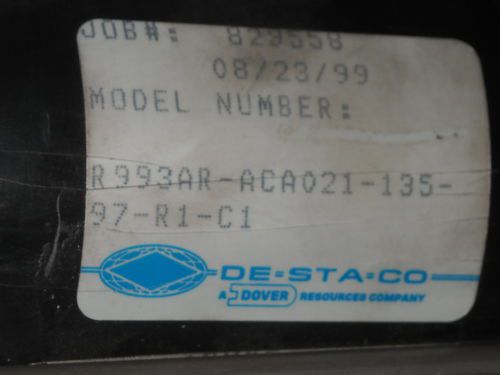 JOB#: 829558
08/23/99
MODEL NUMBER:
R993AR-ACA021-135-
97-R1-C1
DE-STA-CO
A DOVER RESOURCES COMPANY